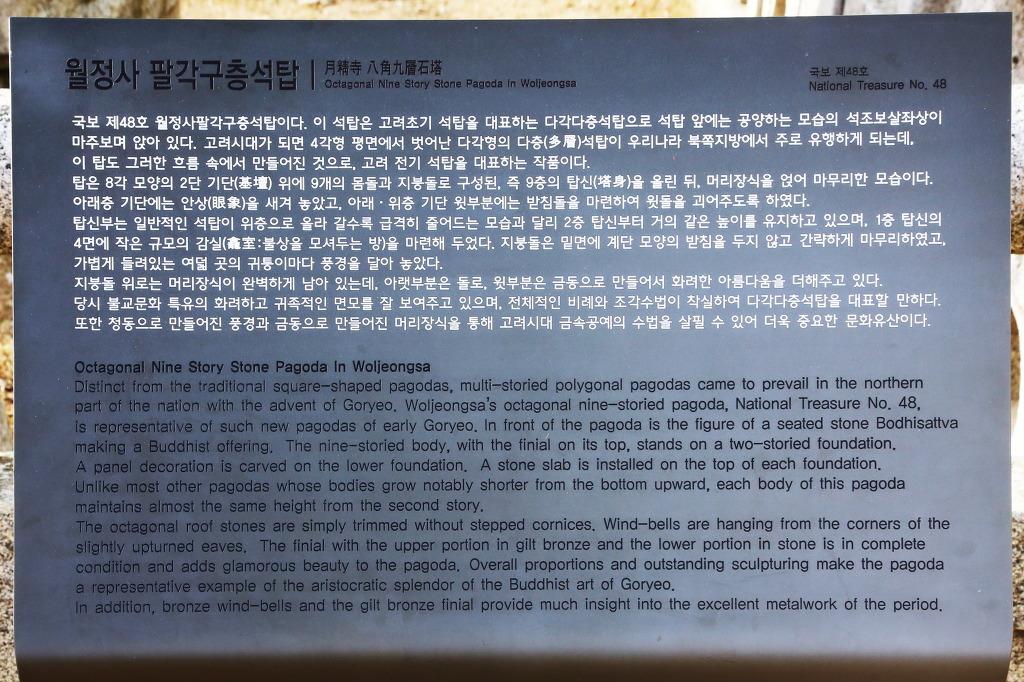 월정사 팔각구층석탑 | 月精寺 八角九層石塔
Octagonal Nine Story Stone Pagoda In Woljeongsa
국보 제48호
National Treasure No. 48
국보 제48호 월정사팔각구층석탑이다. 이 석탑은 고려초기 석탑을 대표하는 다각다층석탑으로 석탑 앞에는 공양하는 모습의 석조보살좌상이
마주보며 앉아 있다. 고려시대가 되면 4각형 평면에서 벗어난 다각형의 다층(多層)석탑이 우리나라 북쪽지방에서 주로 유행하게 되는데,
이 탑도 그러한 흐름 속에서 만들어진 것으로, 고려 전기 석탑을 대표하는 작품이다.
탑은 8각 모양의 2단 기단(基壇) 위에 9개의 몸돌과 지붕돌로 구성된, 즉 9층의 탑신(塔身)을 올린 뒤, 머리장식을 얹어 마무리한 모습이다.
아래층 기단에는 안상(眼象)을 새겨 놓았고, 아래·위층 기단 윗부분에는 받침돌을 마련하여 윗돌을 괴어주도록 하였다.
탑신부는 일반적인 석탑이 위층으로 올라 갈수록 급격히 줄어드는 모습과 달리 2층 탑신부터 거의 같은 높이를 유지하고 있으며, 1층 탑신의
4면에 작은 규모의 감실(龕室:불상을 모셔두는 방)을 마련해 두었다. 지붕돌은 밑면에 계단 모양의 받침을 두지 않고 간략하게 마무리하였고,
가볍게 들려있는 여덟 곳의 귀퉁이마다 풍경을 달아 놓았다.
지붕돌 위로는 머리장식이 완벽하게 남아 있는데, 아랫부분은 돌로, 윗부분은 금동으로 만들어서 화려한 아름다움을 더해주고 있다.
당시 불교문화 특유의 화려하고 귀족적인 면모를 잘 보여주고 있으며, 전체적인 비례와 조각수법이 착실하여 다각다층석탑을 대표할 만하다.
또한 청동으로 만들어진 풍경과 금동으로 만들어진 머리장식을 통해 고려시대 금속공예의 수법을 살필 수 있어 더욱 중요한 문화유산이다.
Octagonal Nine Story Stone Pagoda In Woljeongsa
Distinct from the traditional square-shaped pagodas, multi-storied polygonal pagodas came to prevail in the northern
part of the nation with the advent of Goryeo. Woljeongsa's octagonal nine-storied pagoda, National Treasure No. 48,
is representative of such new pagodas of early Goryeo. In front of the pagoda is the figure of a seated stone Bodhisattva
making a Buddhist offering. The nine-storied body, with the finial on its top, stands on a two-storied foundation.
A panel decoration is carved on the lower foundation. A stone slab is installed on the top of each foundation.
Unlike most other pagodas whose bodies grow notably shorter from the bottom upward, each body of this pagoda
maintains almost the same height from the second story.
The octagonal roof stones are simply trimmed without stepped cornices. Wind-bells are hanging from the corners of the
slightly upturned eaves. The finial with the upper portion in gilt bronze and the lower portion in stone is in complete
condition and adds glamorous beauty to the pagoda. Overall proportions and outstanding sculpturing make the pagoda
a representative example of the aristocratic splendor of the Buddhist art of Goryeo.
In addition, bronze wind-bells and the gilt bronze finial provide much insight into the excellent metalwork of the period.